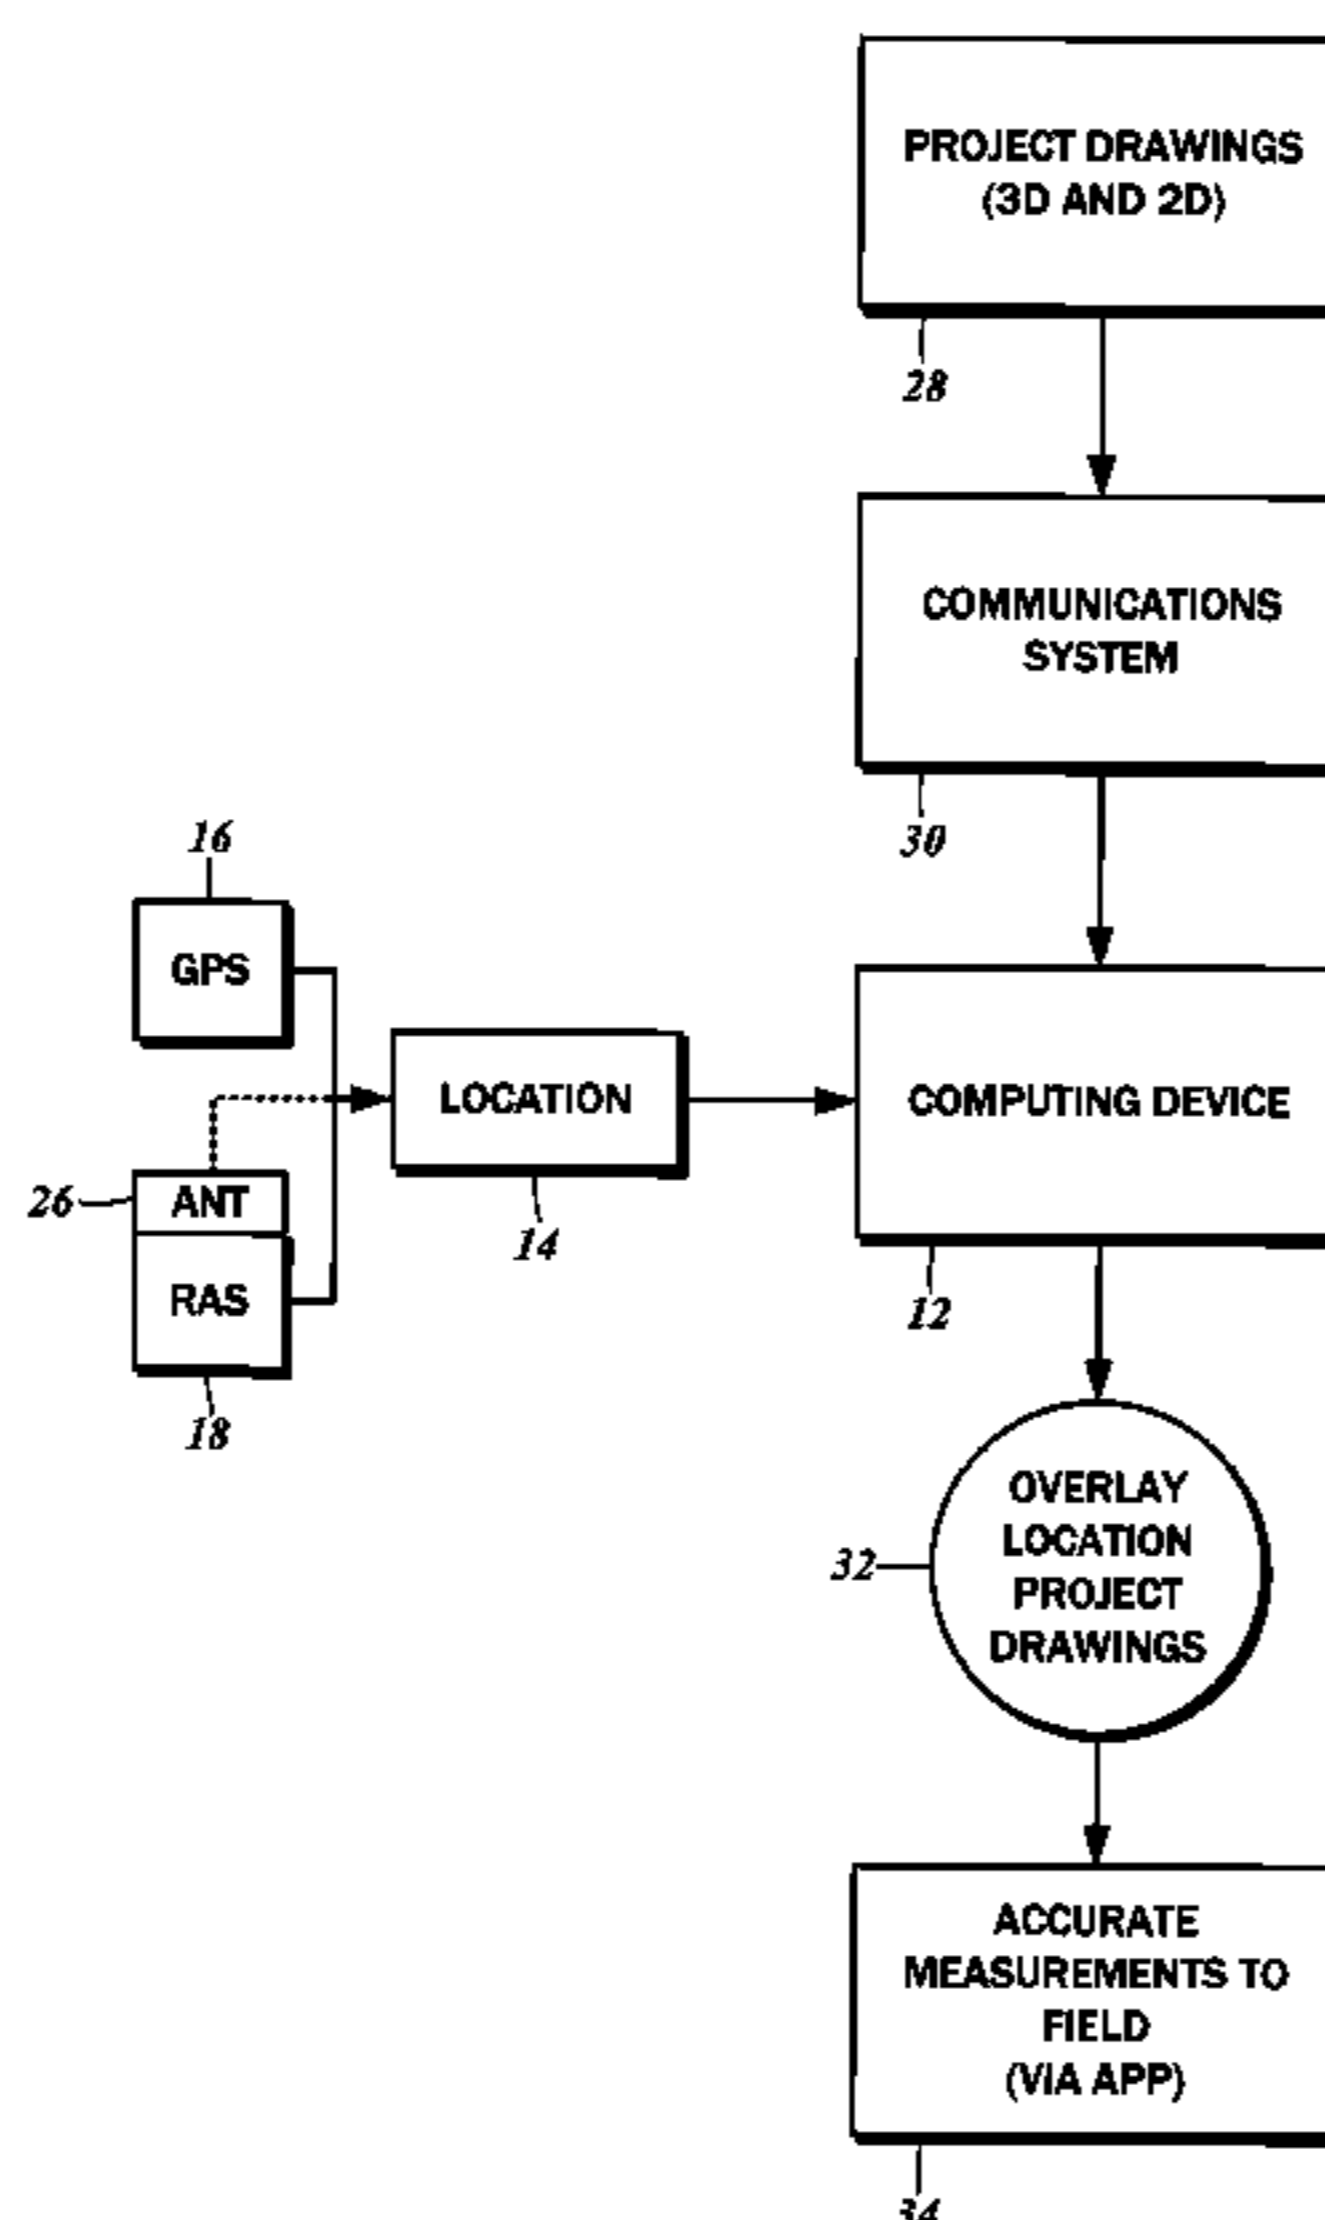 PROJECT DRAWINGS
(3D AND 2D)
28
COMMUNICATIONS
SYSTEM
30
16
GPS
LOCATION
14
COMPUTING DEVICE
12
26
ANT
RAS
18
OVERLAY
LOCATION
PROJECT
DRAWINGS
32
ACCURATE
MEASUREMENTS TO
FIELD
(VIA APP)
34